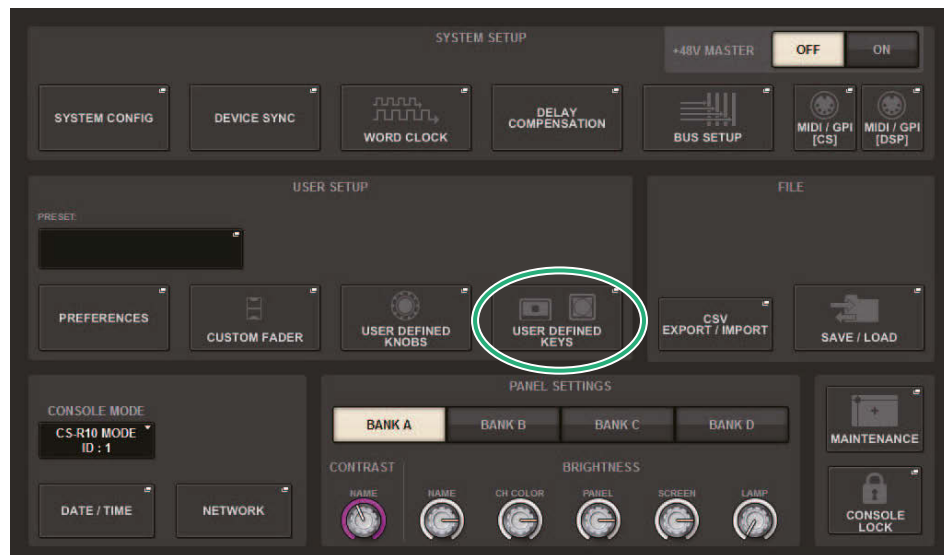 SYSTEM SETUP
+48V MASTER
OFF
ON
SYSTEM CONFIG
DEVICE SYNC
WORD CLOCK
DELAY
COMPENSATION
BUS SETUP
MIDI / GPI
[CS]
MIDI / GPI
[DSP]
USER SETUP
PRESET:
PREFERENCES
CUSTOM FADER
USER DEFINED
KNOBS
USER DEFINED
KEYS
FILE
CSV
EXPORT / IMPORT
SAVE / LOAD
CONSOLE MODE
CS-R10 MODE
ID : 1
DATE / TIME
NETWORK
PANEL SETTINGS
BANK A
BANK B
BANK C
BANK D
CONTRAST
BRIGHTNESS
NAME
NAME
CH COLOR
PANEL
SCREEN
LAMP
MAINTENANCE
CONSOLE
LOCK